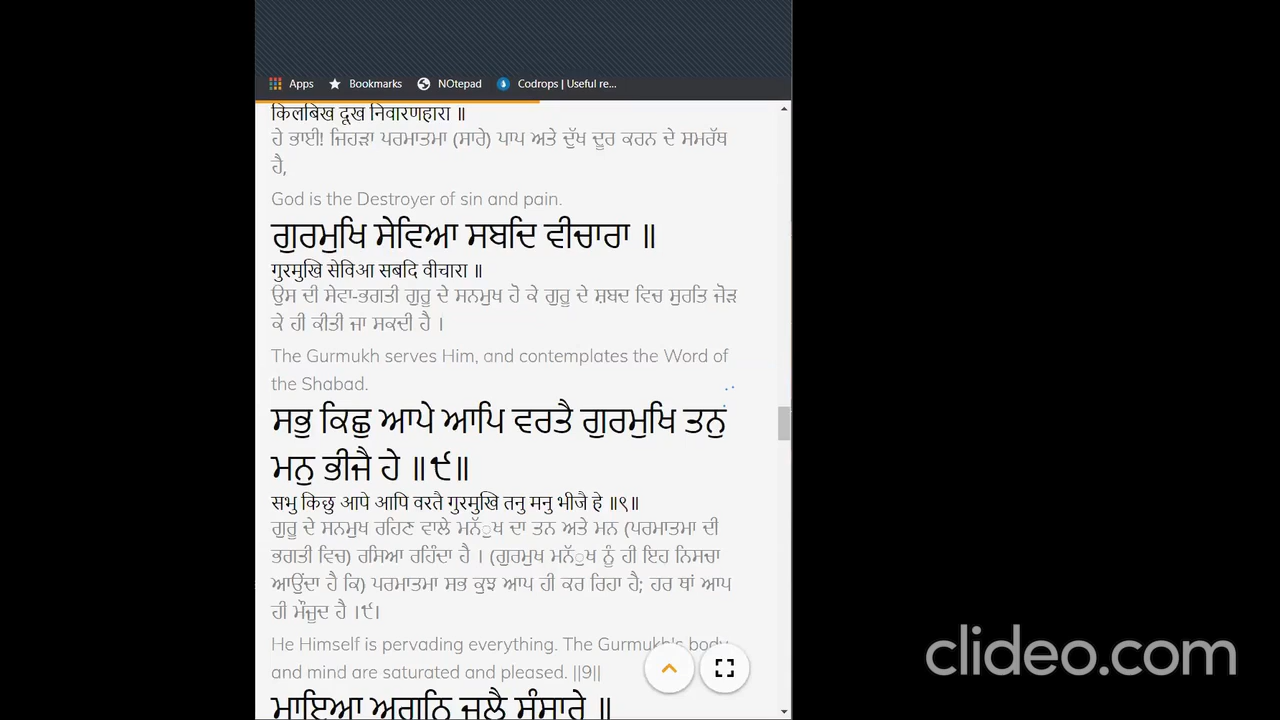 Apps Bookmarks NOtepad Codrops | Useful re...
किलबिख दूख निवारणहारा ॥
ਹੇ ਭਾਈ! ਜਿਹੜਾ ਪਰਮਾਤਮਾ (ਸਾਰੇ) ਪਾਪ ਅਤੇ ਦੁੱਖ ਦੂਰ ਕਰਨ ਦੇ ਸਮਰੱਥ
ਹੈ,
God is the Destroyer of sin and pain.
ਗੁਰਮੁਖਿ ਸੇਵਿਆ ਸਬਦਿ ਵੀਚਾਰਾ ॥
गुरमुखि सेविआ सबदि वीचारा ॥
ਉਸ ਦੀ ਸੇਵਾ-ਭਗਤੀ ਗੁਰੂ ਦੇ ਸਨਮੁਖ ਹੋ ਕੇ ਗੁਰੂ ਦੇ ਸ਼ਬਦ ਵਿਚ ਸੁਰਤਿ ਜੋੜ
ਕੇ ਹੀ ਕੀਤੀ ਜਾ ਸਕਦੀ ਹੈ ।
The Gurmukh serves Him, and contemplates the Word of
the Shabad.
ਸਭੁ ਕਿਛੁ ਆਪੇ ਆਪਿ ਵਰਤੈ ਗੁਰਮੁਖਿ ਤਨੁ
ਮਨੁ ਭੀਜੈ ਹੇ ॥੯॥
सभु किछु आपे आपि वरतै गुरमुखि तनु मनु भीजै हे ॥९॥
ਗੁਰੂ ਦੇ ਸਨਮੁਖ ਰਹਿਣ ਵਾਲੇ ਮਨੱੁਖ ਦਾ ਤਨ ਅਤੇ ਮਨ (ਪਰਮਾਤਮਾ ਦੀ
ਭਗਤੀ ਵਿਚ) ਰਸਿਆ ਰਹਿੰਦਾ ਹੈ । (ਗੁਰਮੁਖ ਮਨੱੁਖ ਨੂੰ ਹੀ ਇਹ ਨਿਸਚਾ
ਆਉਂਦਾ ਹੈ ਕਿ) ਪਰਮਾਤਮਾ ਸਭ ਕੁਝ ਆਪ ਹੀ ਕਰ ਰਿਹਾ ਹੈ; ਹਰ ਥਾਂ ਆਪ
ਹੀ ਮੌਜੂਦ ਹੈ ।੯।
He Himself is pervading everything. The Gurmukh's body
and mind are saturated and pleased. ||9||
ਮਾਇਆ ਅਗਨਿ ਜਲੈ ਸੰਸਾਰੇ ॥
clideo.com